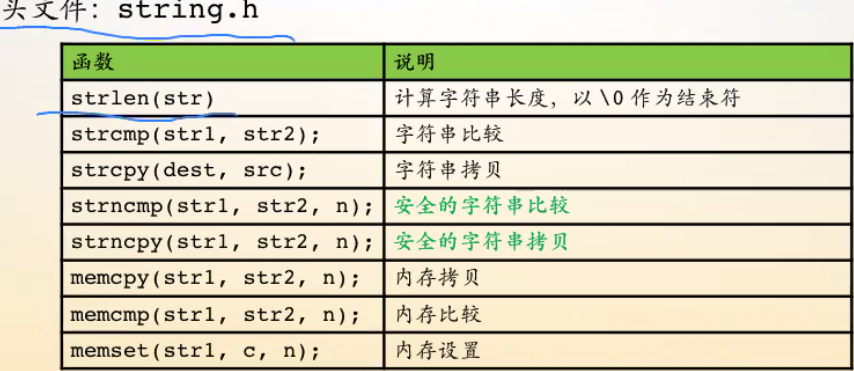 头文件: string.h
函数 说明
strlen(str) 计算字符串长度, 以\0作为结束符
strcmp(str1, str2); 字符串比较
strcpy(dest, src); 字符串拷贝
strncmp(str1, str2, n); 安全的字符串比较
strncpy(str1, str2, n); 安全的字符串拷贝
memcpy(str1, str2, n); 内存拷贝
memcmp(str1, str2, n); 内存比较
memset(str1, c, n); 内存设置